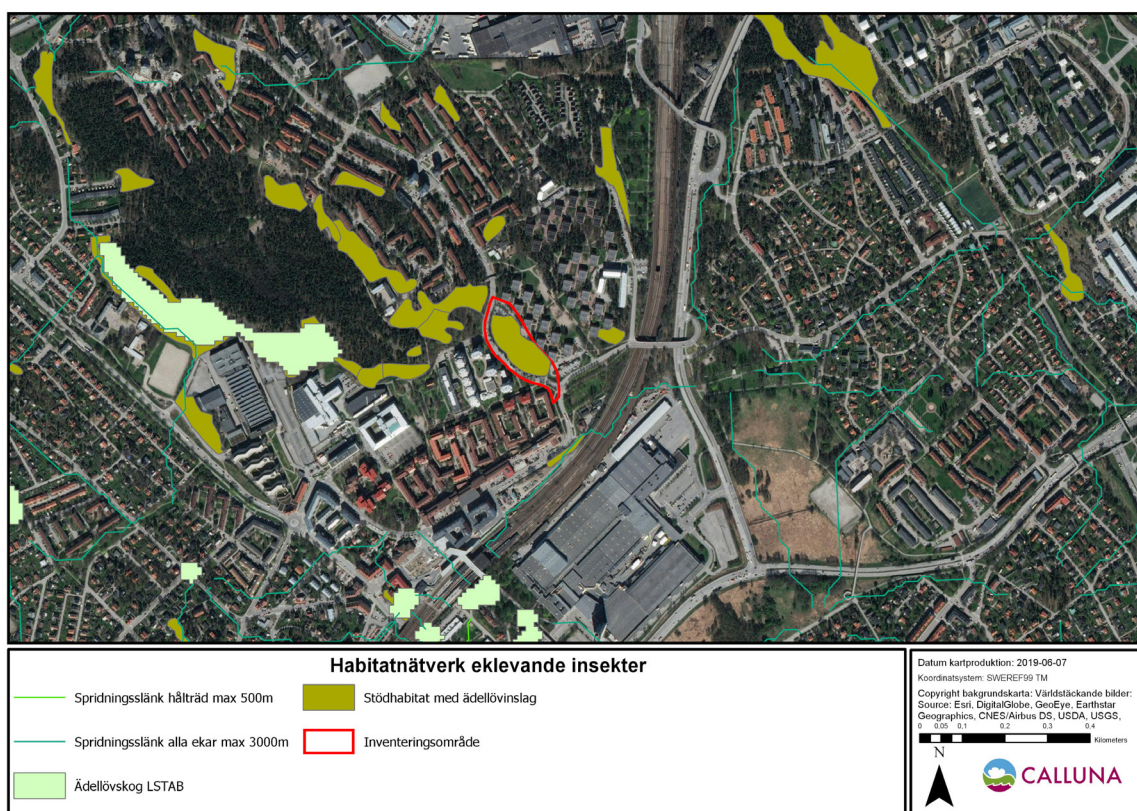 Habitatnätverk eklevande insekter
Spridningsslänk hålträd max 500m
Spridningsslänk alla ekar max 3000m
Ädellövskog LSTAB
Stödhabitat med ädellövinslag
Inventeringsområde
Datum kartproduktion: 2019-06-07
Koordinatsystem: SWEREF99 TM
Copyright bakgrundskarta: Världstäckande bilder:
Source: Esri, DigitalGlobe, GeoEye, Earthstar
Geographics, CNES/Airbus DS, USDA, USGS,
0 0,05 0,1 0,2 0,3 0,4
Kilometers
N
CALLUNA